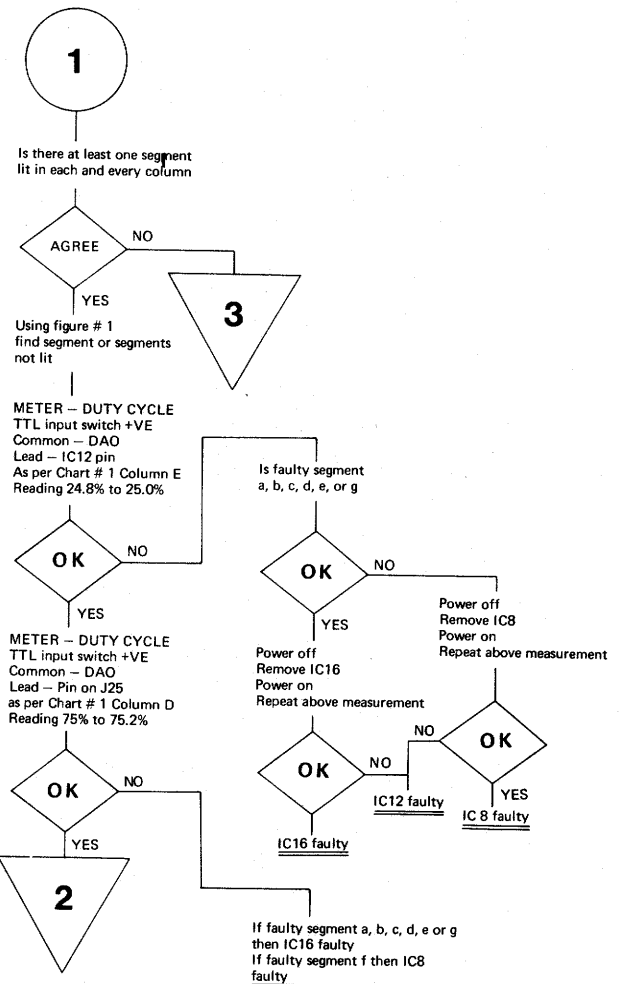 1
Is there at least one segment
lit in each and every column
AGREE
NO
3
YES
Using figure # 1
find segment or segments
not lit
METER – DUTY CYCLE
TTL input switch +VE
Common – DAO
Lead – IC12 pin
As per Chart # 1 Column E
Reading 24.8% to 25.0%
OK
NO
Is faulty segment
a, b, c, d, e, or g
OK
NO
YES
Power off
Remove IC8
Power on
Repeat above measurement
YES
METER – DUTY CYCLE
TTL input switch +VE
Common – DAO
Lead – Pin on J25
as per Chart # 1 Column D
Reading 75% to 75.2%
Power off
Remove IC16
Power on
Repeat above measurement
OK
NO
OK
NO
NO
OK
YES
IC12 faulty
IC 8 faulty
IC16 faulty
YES
2
If faulty segment a, b, c, d, e or g
then IC16 faulty
If faulty segment f then IC8
faulty